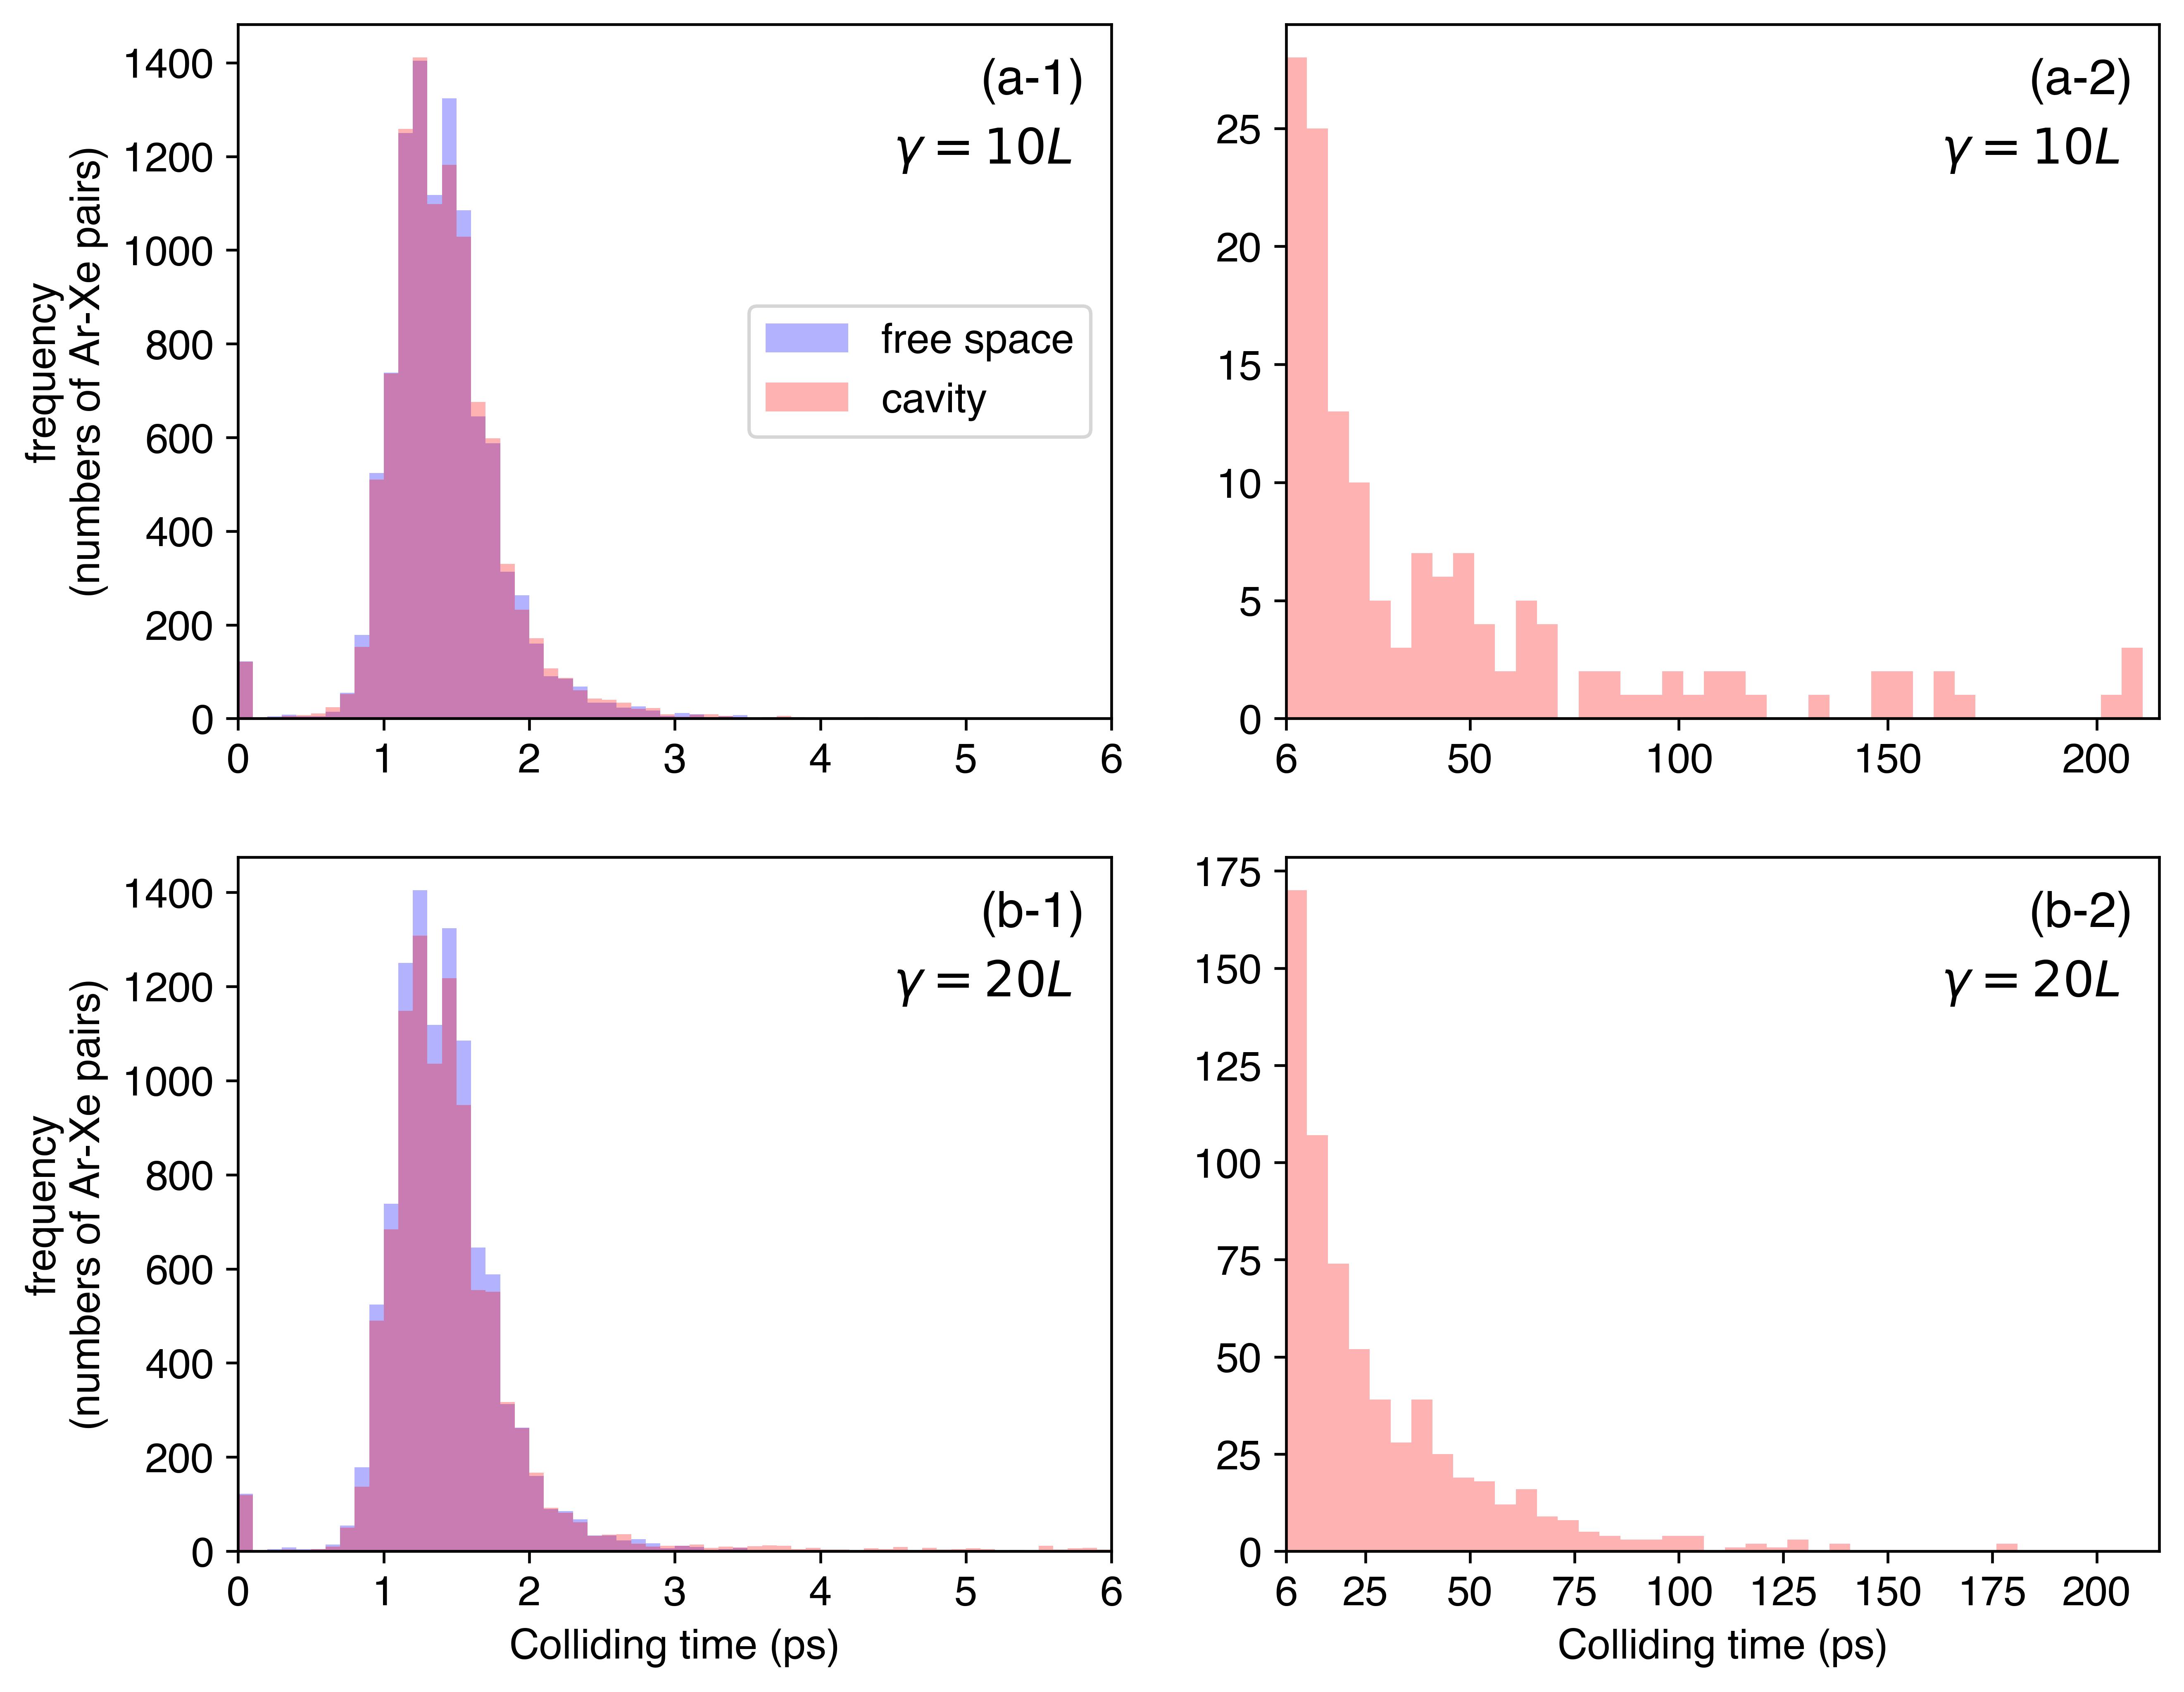 (a-1)
γ = 10L
free space
cavity
frequency
(numbers of Ar-Xe pairs)
1400
1200
1000
800
600
400
200
0
0 1 2 3 4 5 6
(a-2)
γ = 10L
25
20
15
10
5
0
6 50 100 150 200
(b-1)
γ = 20L
frequency
(numbers of Ar-Xe pairs)
1400
1200
1000
800
600
400
200
0
0 1 2 3 4 5 6
Colliding time (ps)
(b-2)
γ = 20L
175
150
125
100
75
50
25
0
6 25 50 75 100 125 150 175 200
Colliding time (ps)